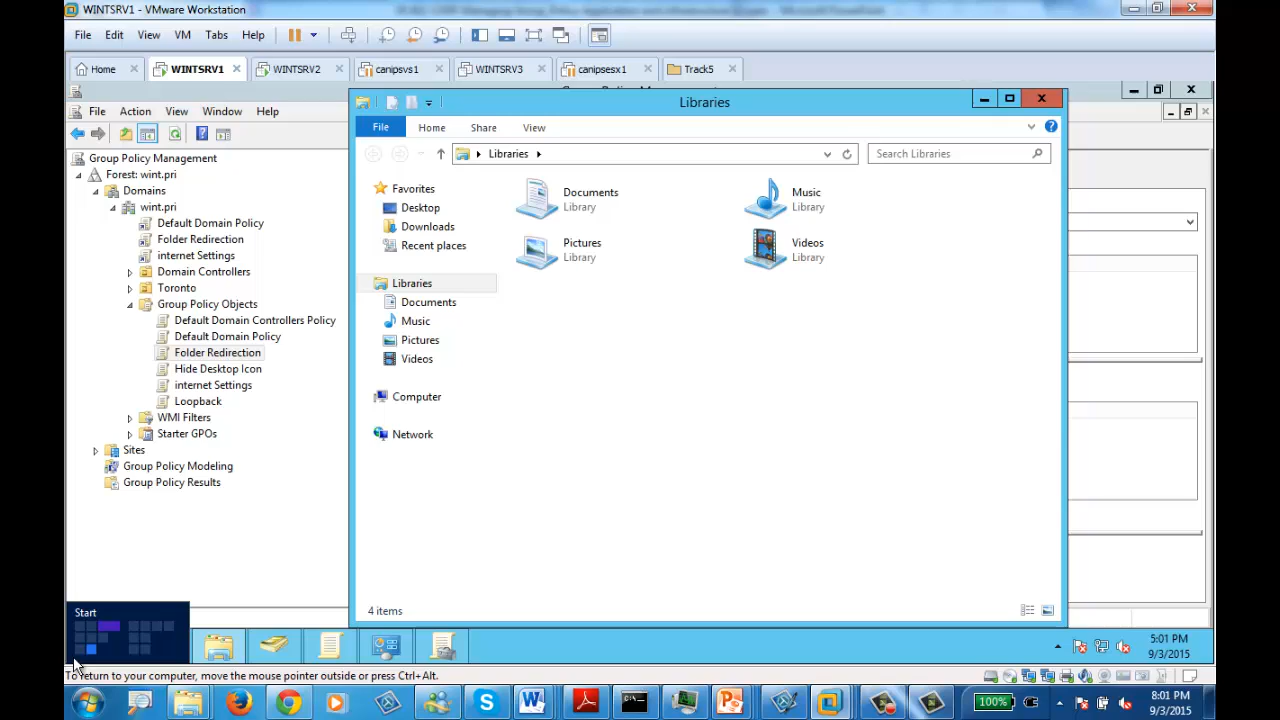 WINTSRV1 - VMware Workstation
File Edit View VM Tabs Help
Home WINTSRV1 WINTSRV2 canipsvs1 WINTSRV3 canipsesx1 Track5
File Action View Window Help
Group Policy Management
Forest: wint.pri
Domains
wint.pri
Default Domain Policy
Folder Redirection
internet Settings
Domain Controllers
Toronto
Group Policy Objects
Default Domain Controllers Policy
Default Domain Policy
Folder Redirection
Hide Desktop Icon
internet Settings
Loopback
WMI Filters
Starter GPOs
Sites
Group Policy Modeling
Group Policy Results
Libraries
File Home Share View
Libraries
Search Libraries
Favorites
Desktop
Downloads
Recent places
Libraries
Documents
Music
Pictures
Videos
Computer
Network
Documents
Library
Music
Library
Pictures
Library
Videos
Library
4 items
Start
5:01 PM
9/3/2015
To return to your computer, move the mouse pointer outside or press Ctrl+Alt.
100%
8:01 PM
9/3/2015